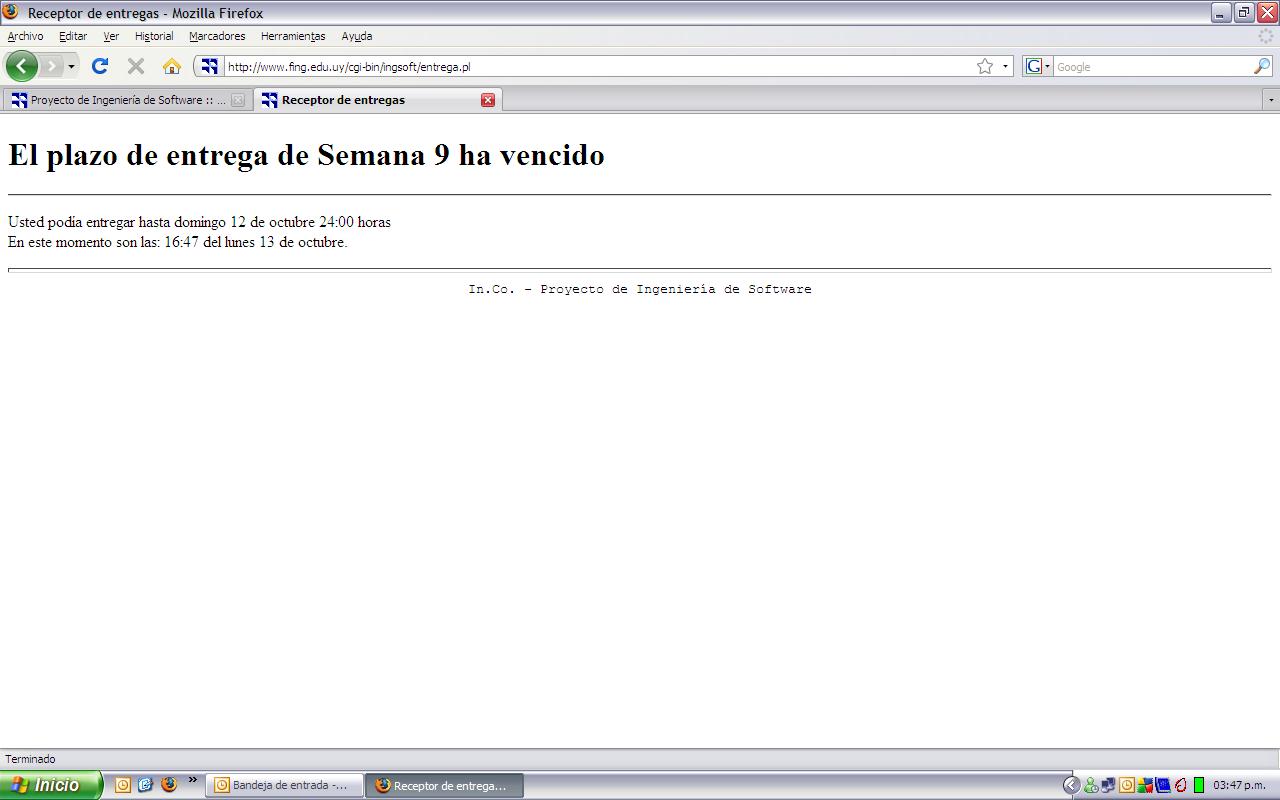 Receptor de entregas - Mozilla Firefox
Archivo Editar Ver Historial Marcadores Herramientas Ayuda
http://www.fing.edu.uy/cgi-bin/ingsoft/entrega.pl
G Google
Proyecto de Ingeniería de Software :: ...
Receptor de entregas
El plazo de entrega de Semana 9 ha vencido
Usted podía entregar hasta domingo 12 de octubre 24:00 horas
En este momento son las: 16:47 del lunes 13 de octubre.
In.Co. - Proyecto de Ingeniería de Software
Terminado
Inicio
»
Bandeja de entrada -...
Receptor de entrega...
03:47 p.m.